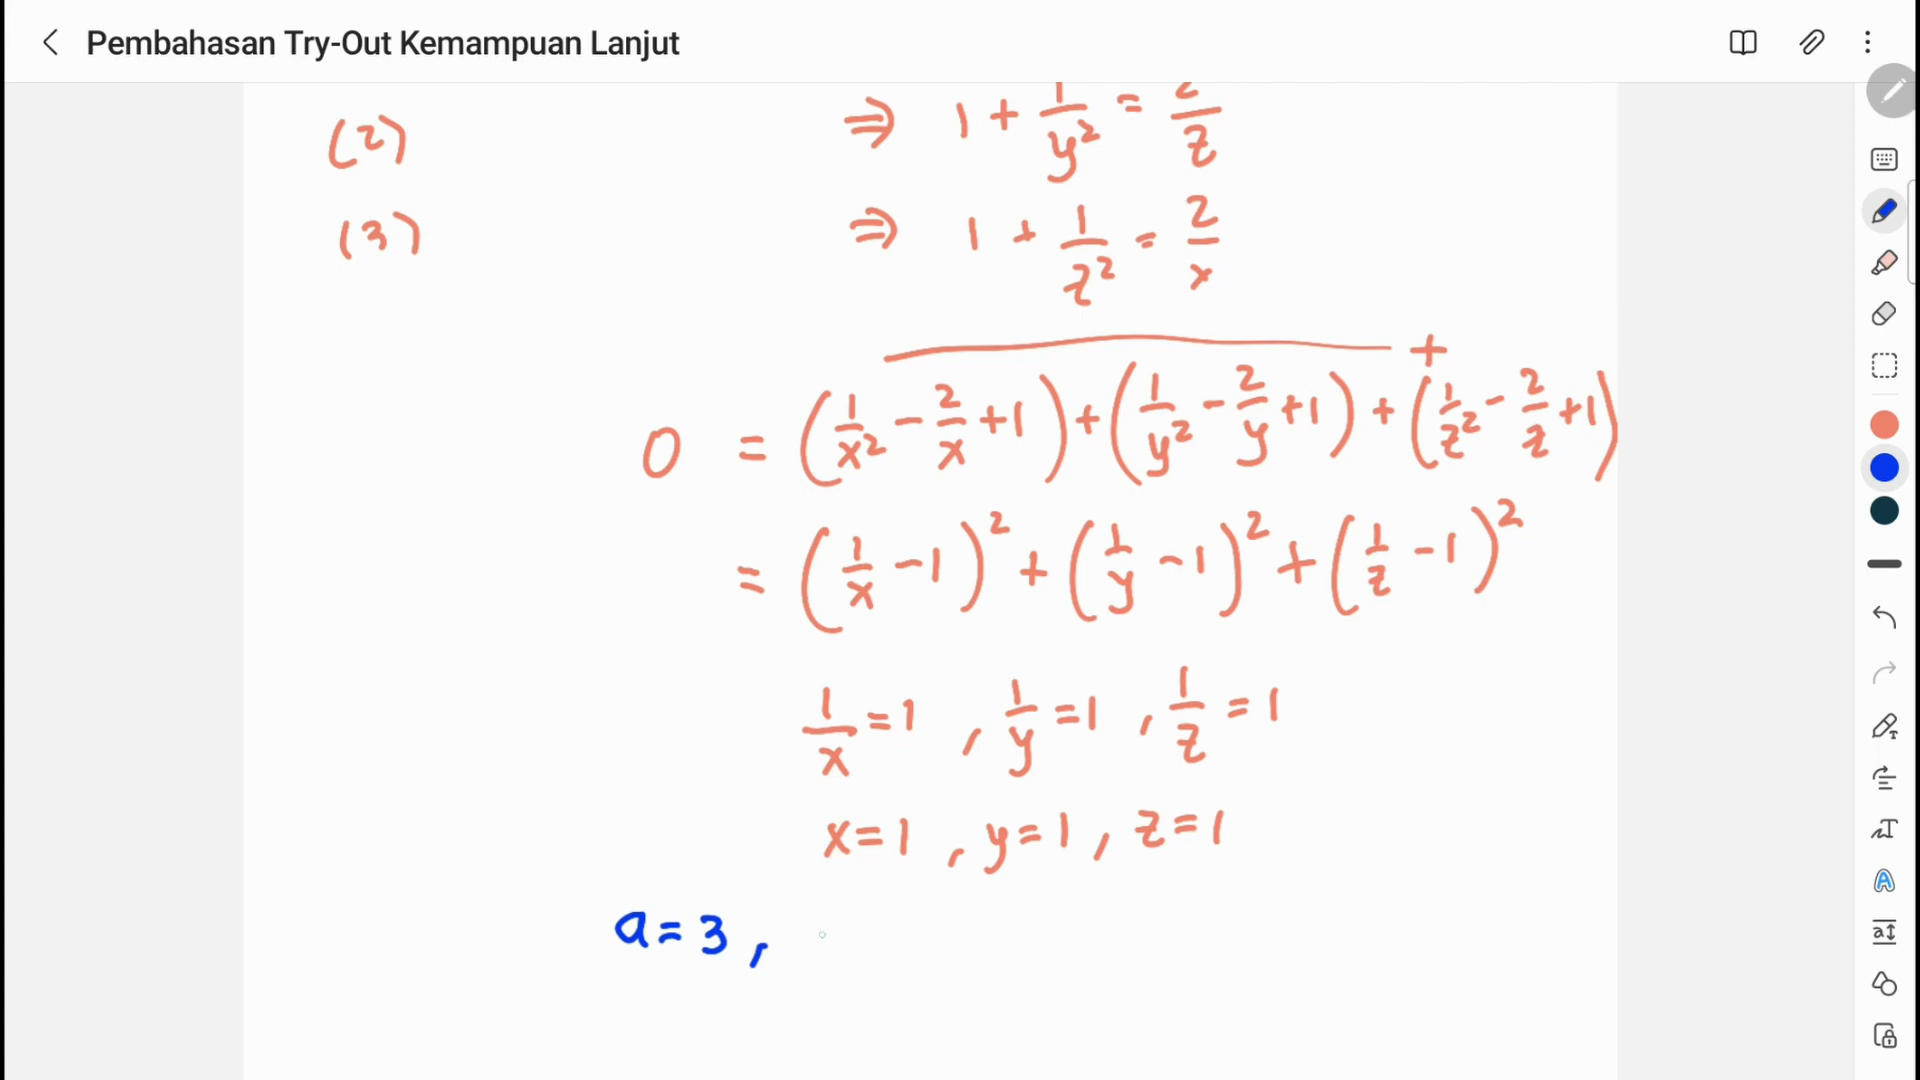 Pembahasan Try-Out Kemampuan Lanjut
(2) ⇒ 1 + 1/y² = 2/z
(3) ⇒ 1 + 1/z² = 2/x
+
0 = (1/x² - 2/x + 1) + (1/y² - 2/y + 1) + (1/z² - 2/z + 1)
= (1/x - 1)² + (1/y - 1)² + (1/z - 1)²
1/x = 1 , 1/y = 1 , 1/z = 1
x = 1 , y = 1 , z = 1
a = 3 ,